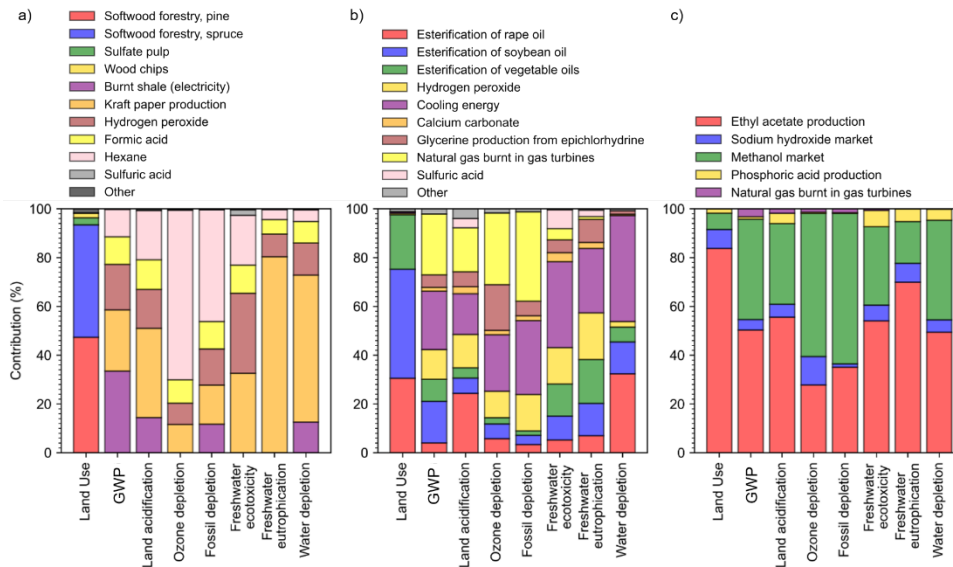 a)
Softwood forestry, pine
Softwood forestry, spruce
Sulfate pulp
Wood chips
Burnt shale (electricity)
Kraft paper production
Hydrogen peroxide
Formic acid
Hexane
Sulfuric acid
Other
Contribution (%)
100
80
60
40
20
0
Land Use
GWP
Land acidification
Ozone depletion
Fossil depletion
Freshwater
ecotoxicity
Freshwater
eutrophication
Water depletion
b)
Esterification of rape oil
Esterification of soybean oil
Esterification of vegetable oils
Hydrogen peroxide
Cooling energy
Calcium carbonate
Glycerine production from epichlorhydrine
Natural gas burnt in gas turbines
Sulfuric acid
Other
100
80
60
40
20
0
Land Use
GWP
Land acidification
Ozone depletion
Fossil depletion
Freshwater
ecotoxicity
Freshwater
eutrophication
Water depletion
c)
Ethyl acetate production
Sodium hydroxide market
Methanol market
Phosphoric acid production
Natural gas burnt in gas turbines
100
80
60
40
20
0
Land Use
GWP
Land acidification
Ozone depletion
Fossil depletion
Freshwater
ecotoxicity
Freshwater
eutrophication
Water depletion